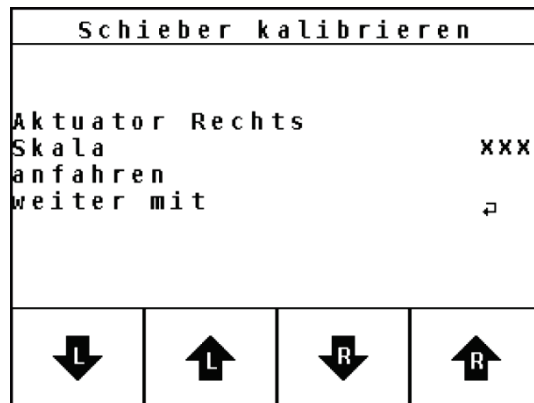 Schieber kalibrieren
Aktuator Rechts
Skala xxx
anfahren
weiter mit ↵
L L R R